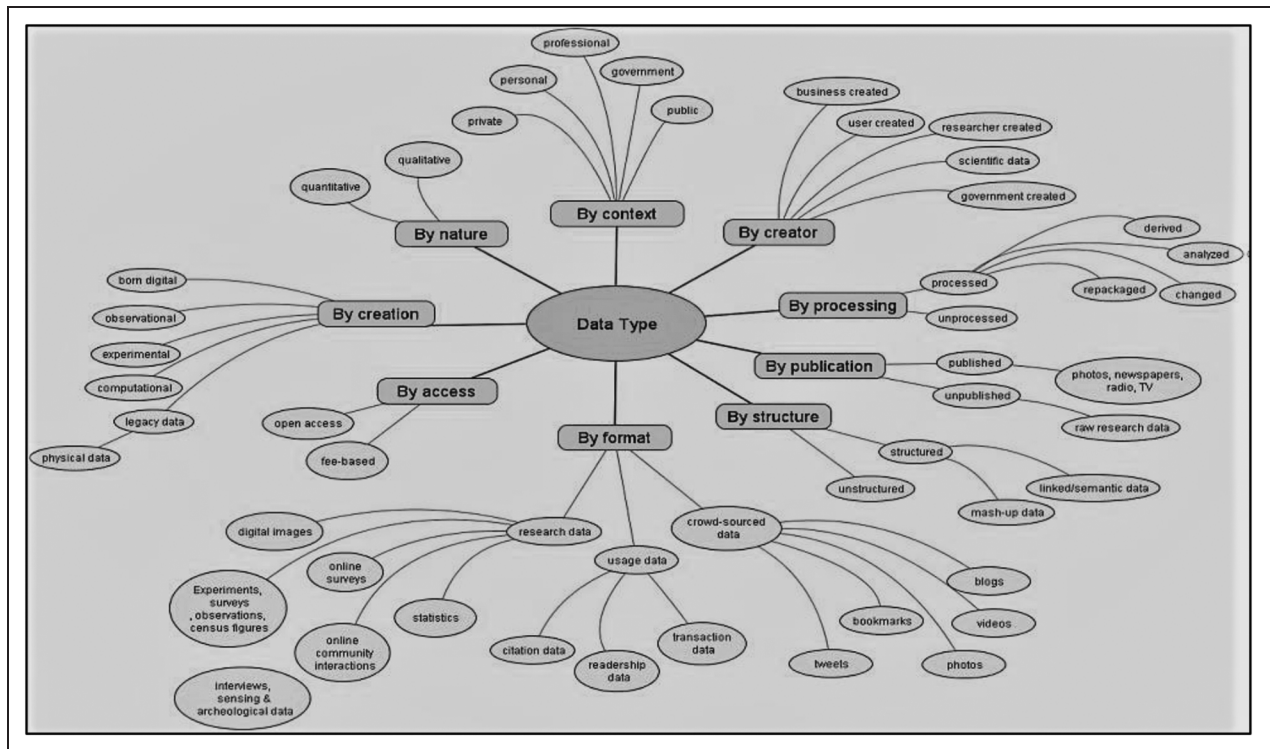 professional
personal
government
private
public
By context
business created
user created
researcher created
scientific data
government created
By creator
qualitative
quantitative
By nature
derived
analyzed
processed
repackaged
changed
By processing
unprocessed
born digital
observational
By creation
experimental
computational
legacy data
physical data
Data Type
By publication
published
photos, newspapers,
radio, TV
unpublished
raw research data
By access
open access
fee-based
By structure
structured
unstructured
linked/semantic data
mash-up data
By format
research data
digital images
online
surveys
Experiments,
surveys
, observations,
census figures
statistics
online
community
interactions
interviews,
sensing &
archeological data
usage data
citation data
readership
data
transaction
data
crowd-sourced
data
blogs
bookmarks
videos
tweets
photos